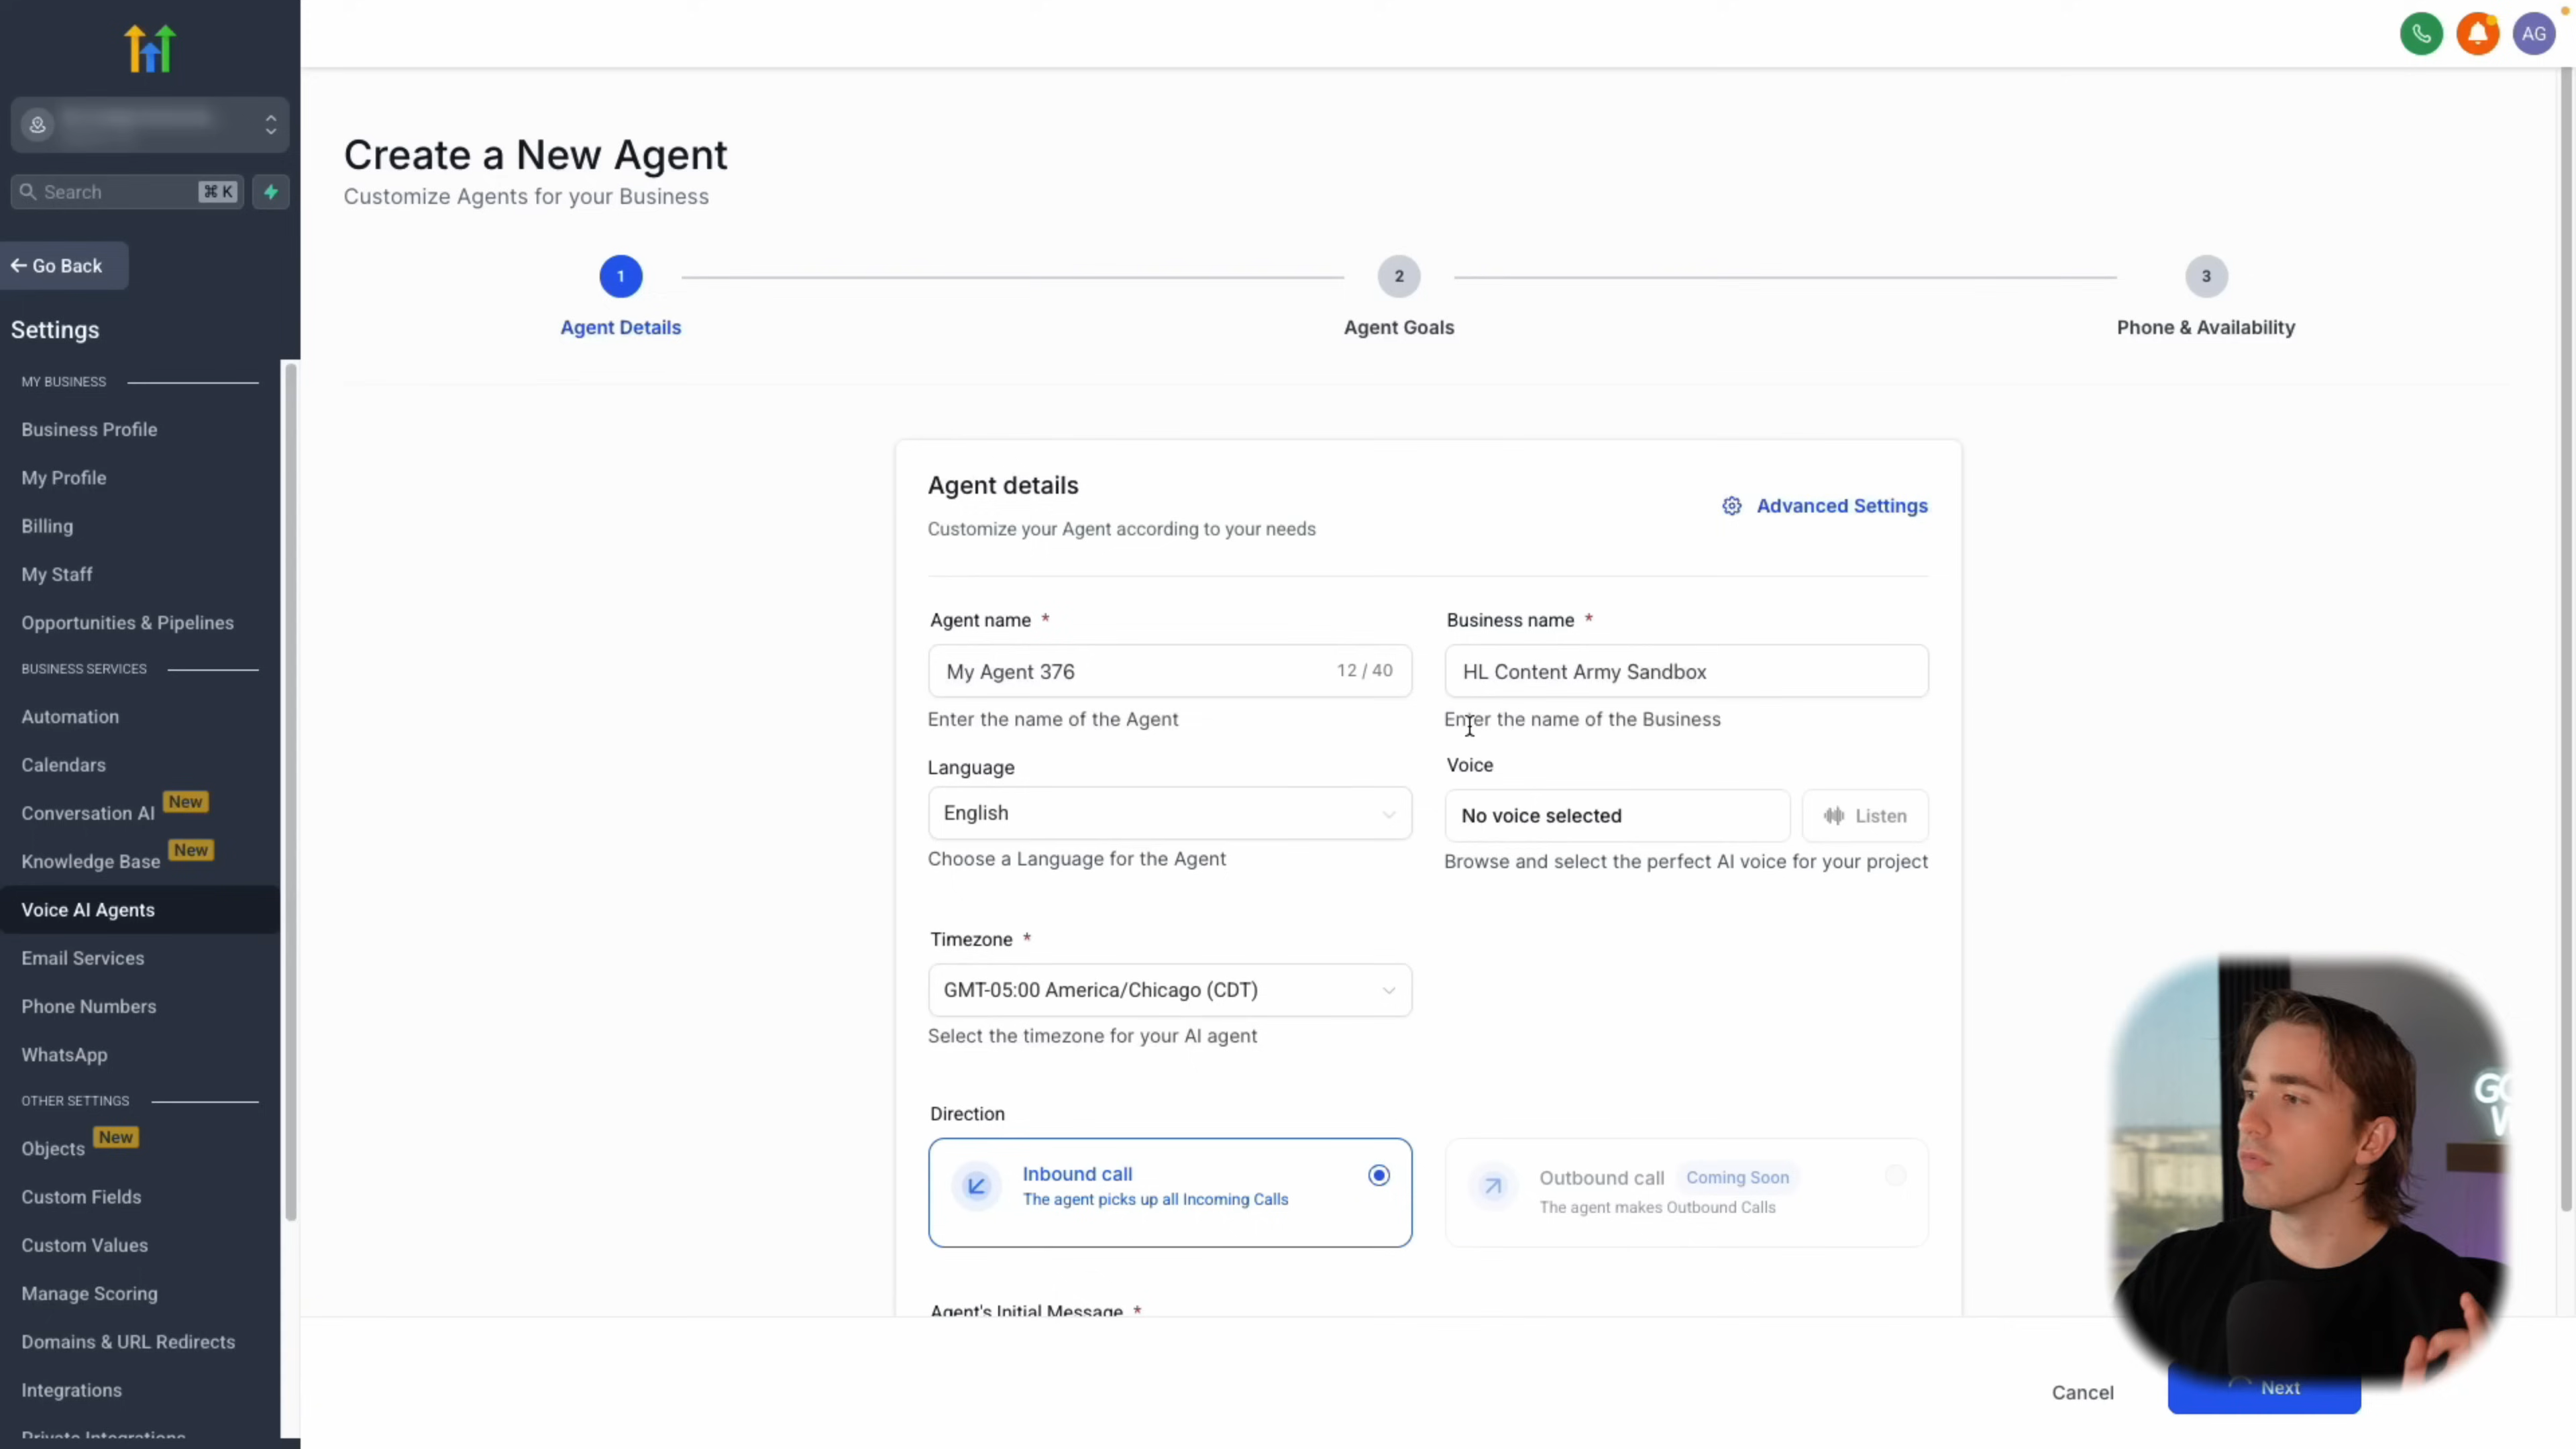 AG
Search
⌘ K
Go Back
Settings
MY BUSINESS
Business Profile
My Profile
Billing
My Staff
Opportunities & Pipelines
BUSINESS SERVICES
Automation
Calendars
Conversation AI New
Knowledge Base New
Voice AI Agents
Email Services
Phone Numbers
WhatsApp
OTHER SETTINGS
Objects New
Custom Fields
Custom Values
Manage Scoring
Domains & URL Redirects
Integrations
Private Integrations
Create a New Agent
Customize Agents for your Business
1
Agent Details
2
Agent Goals
3
Phone & Availability
Agent details
Customize your Agent according to your needs
Advanced Settings
Agent name *
My Agent 376
12 / 40
Enter the name of the Agent
Business name *
HL Content Army Sandbox
Enter the name of the Business
Language
English
Choose a Language for the Agent
Voice
No voice selected
Listen
Browse and select the perfect AI voice for your project
Timezone *
GMT-05:00 America/Chicago (CDT)
Select the timezone for your AI agent
Direction
Inbound call
The agent picks up all Incoming Calls
Outbound call Coming Soon
The agent makes Outbound Calls
Agent's Initial Message *
Cancel
Next